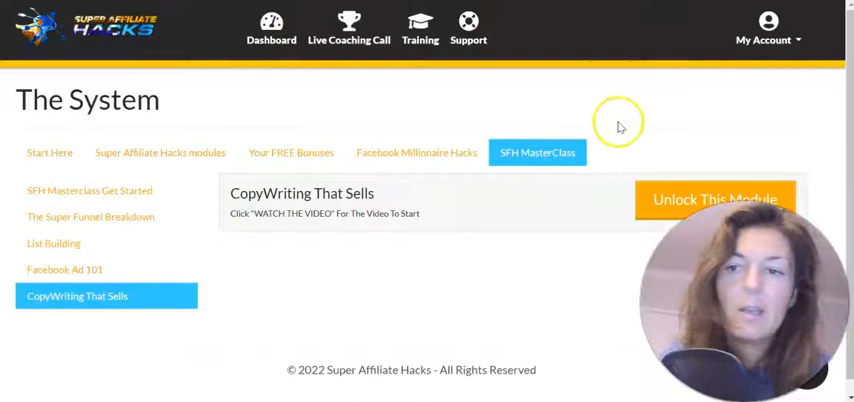 SUPER AFFILIATE
HACKS
Dashboard
Live Coaching Call
Training
Support
My Account
The System
Start Here
Super Affiliate Hacks modules
Your FREE Bonuses
Facebook Millionaire Hacks
SFH MasterClass
SFH Masterclass Get Started
The Super Funnel Breakdown
List Building
Facebook Ad 101
CopyWriting That Sells
CopyWriting That Sells
Click "WATCH THE VIDEO" For The Video To Start
Unlock This Module
© 2022 Super Affiliate Hacks - All Rights Reserved